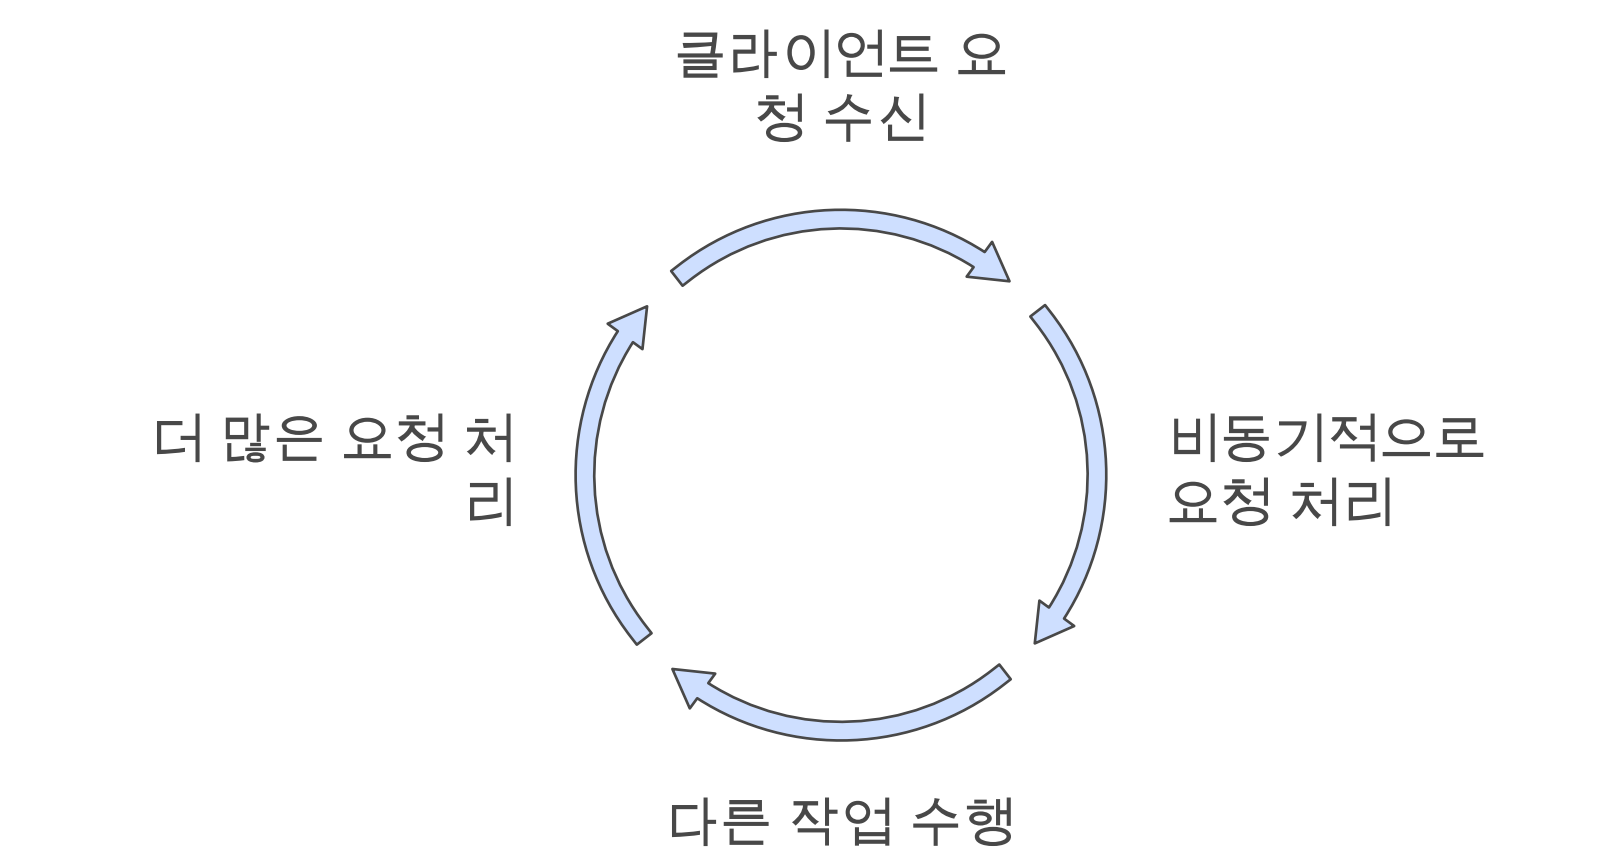 클라이언트 요
청 수신
비동기적으로
요청 처리
다른 작업 수행
더 많은 요청 처
리